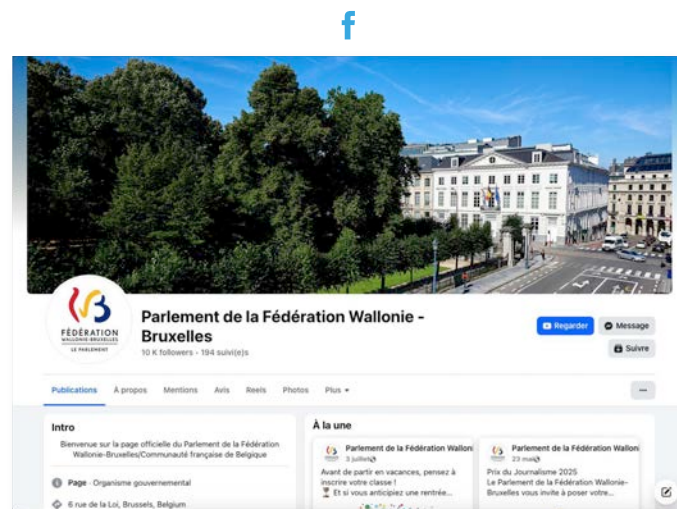 f
FÉDÉRATION
WALLONIE-BRUXELLES
LE PARLEMENT
Parlement de la Fédération Wallonie -
Bruxelles
10 K followers • 194 suivi(e)s
Regarder
Message
Suivre
Publications À propos Mentions Avis Reels Photos Plus
Intro
Bienvenue sur la page officielle du Parlement de la Fédération
Wallonie-Bruxelles/Communauté française de Belgique
Page · Organisme gouvernemental
6 rue de la Loi, Brussels, Belgium
À la une
Parlement de la Fédération Walloni
3 juillet
Avant de partir en vacances, pensez à
inscrire votre classe !
Et si vous anticipiez une rentrée...
Parlement de la Fédération Wallon
23 mai
Prix du Journalisme 2025
Le Parlement de la Fédération Wallonie-
Bruxelles vous invite à poser votre...